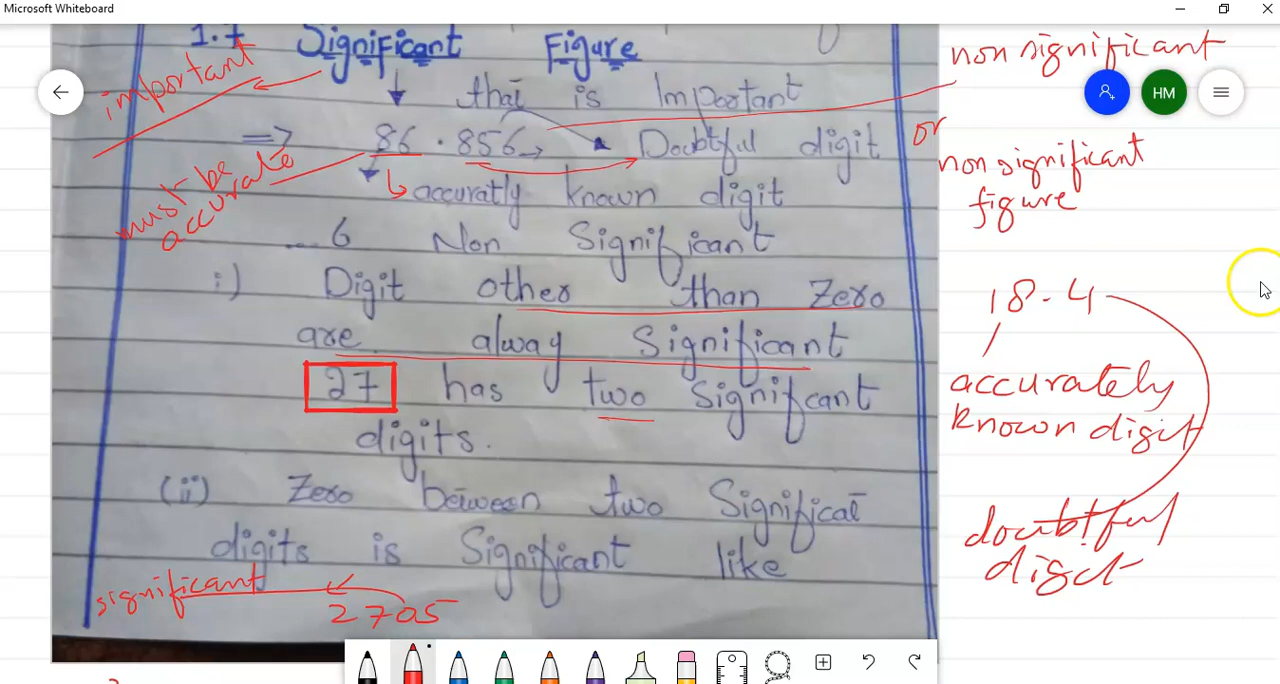 Microsoft Whiteboard
1.7 Significant Figure
important
that is Important
non significant
HM
=> 86.856 → Doubtful digit
or
non significant
figure
must be
accurate
accuratly known digit
6 Non Significant
i) Digit other than Zero
are alway Significant
27 has two significant
digits.
(ii) Zero between two Significat
digits is Significant like
significant
2705
18.4
accurately
known digit
doubtful
digit